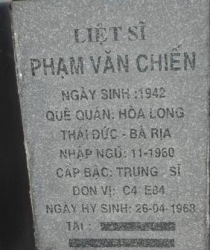 LIỆT SĨ
PHẠM VĂN CHIẾN
NGÀY SINH :1942
QUÊ QUÁN: HÒA LONG
THÁI ĐỨC - BÀ RỊA
NHẬP NGŨ: 11-1960
CẤP BẬC: TRUNG SĨ
ĐƠN VỊ: C4 E84
NGÀY HY SINH: 26-04-1968
TẠI :